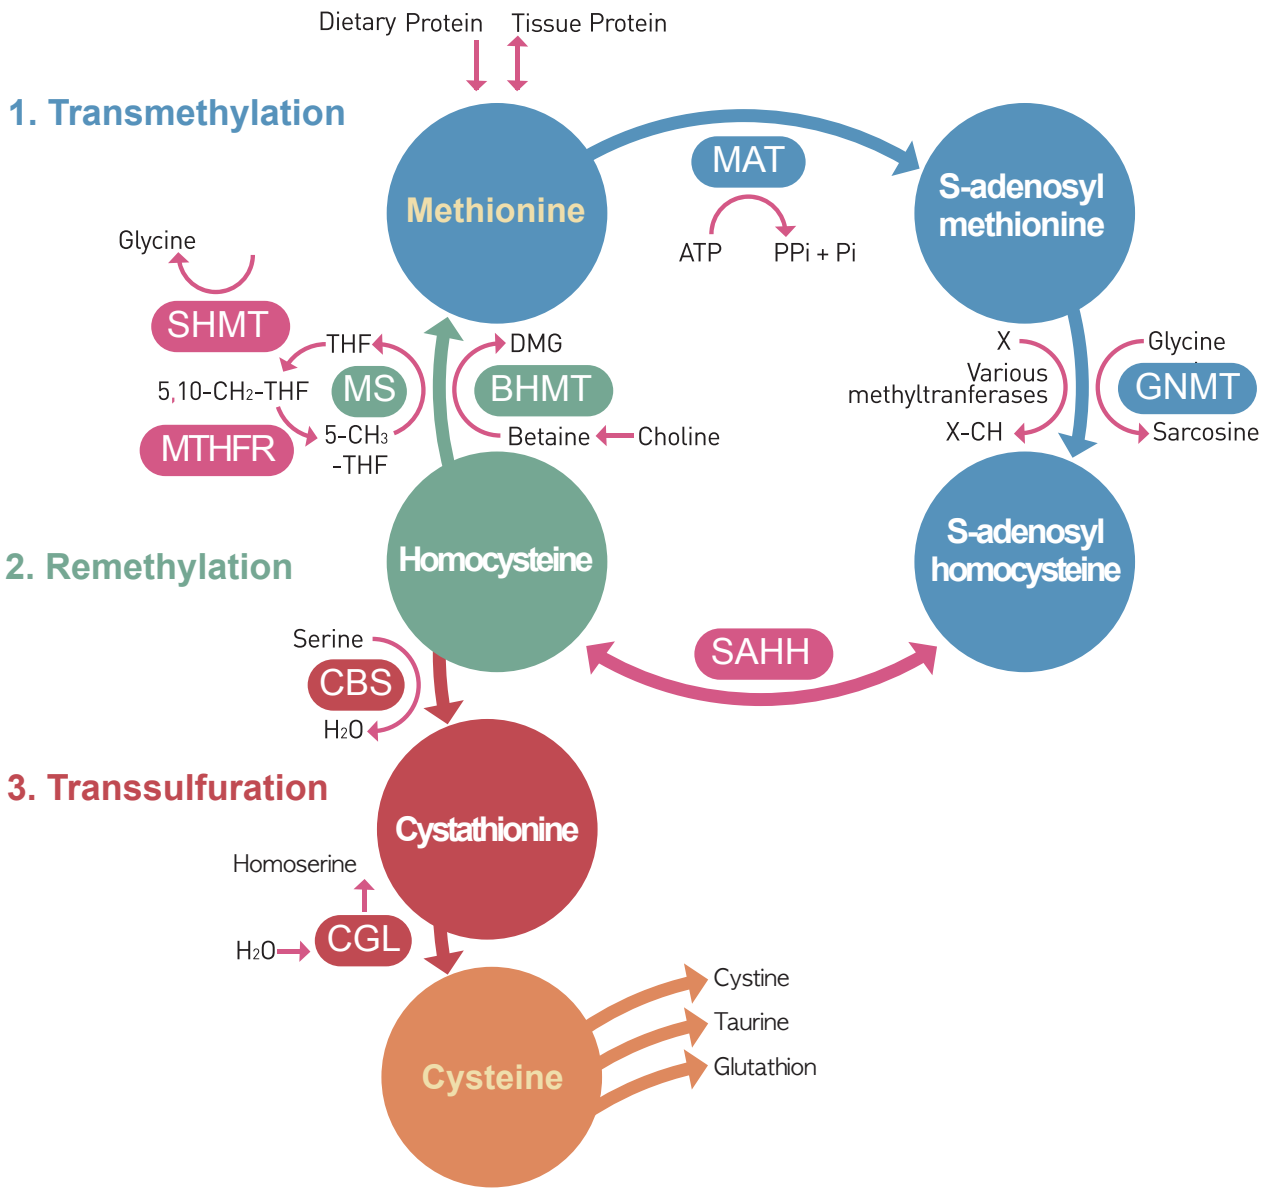 Dietary Protein
Tissue Protein
1. Transmethylation
Methionine
MAT
ATP
PPi + Pi
S-adenosyl
methionine
Glycine
SHMT
THF
5,10-CH2-THF
MS
MTHFR
5-CH3
-THF
DMG
BHMT
Betaine
Choline
X
Various
methyltranferases
X-CH
Glycine
GNMT
Sarcosine
2. Remethylation
Homocysteine
S-adenosyl
homocysteine
SAHH
Serine
CBS
H2O
3. Transsulfuration
Cystathionine
Homoserine
H2O
CGL
Cysteine
Cystine
Taurine
Glutathion